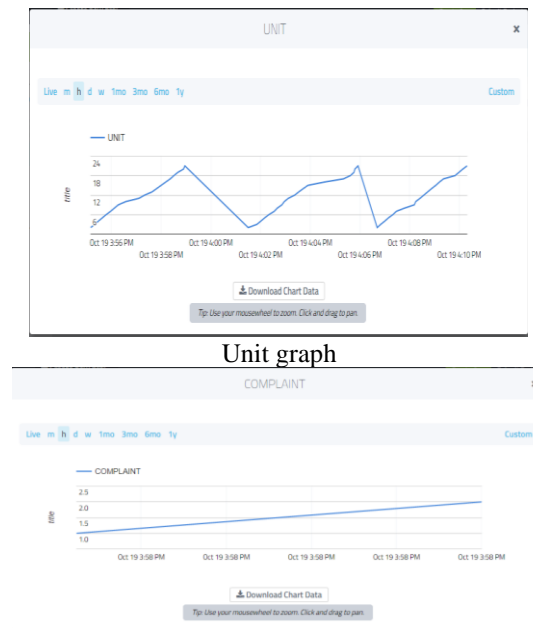 UNIT
x
Live m h d w 1mo 3mo 6mo 1y Custom
UNIT
24
18
12
6
title
Oct 19 3:56 PM Oct 19 4:00 PM Oct 19 4:04 PM Oct 19 4:08 PM
Oct 19 3:58 PM Oct 19 4:02 PM Oct 19 4:06 PM Oct 19 4:10 PM
Download Chart Data
Tip: Use your mousewheel to zoom. Click and drag to pan.
Unit graph
COMPLAINT
Live m h d w 1mo 3mo 6mo 1y Custom
COMPLAINT
2.5
2.0
1.5
1.0
title
Oct 19 3:58 PM Oct 19 3:58 PM Oct 19 3:58 PM Oct 19 3:58 PM Oct 19 3:58 PM
Download Chart Data
Tip: Use your mousewheel to zoom. Click and drag to pan.